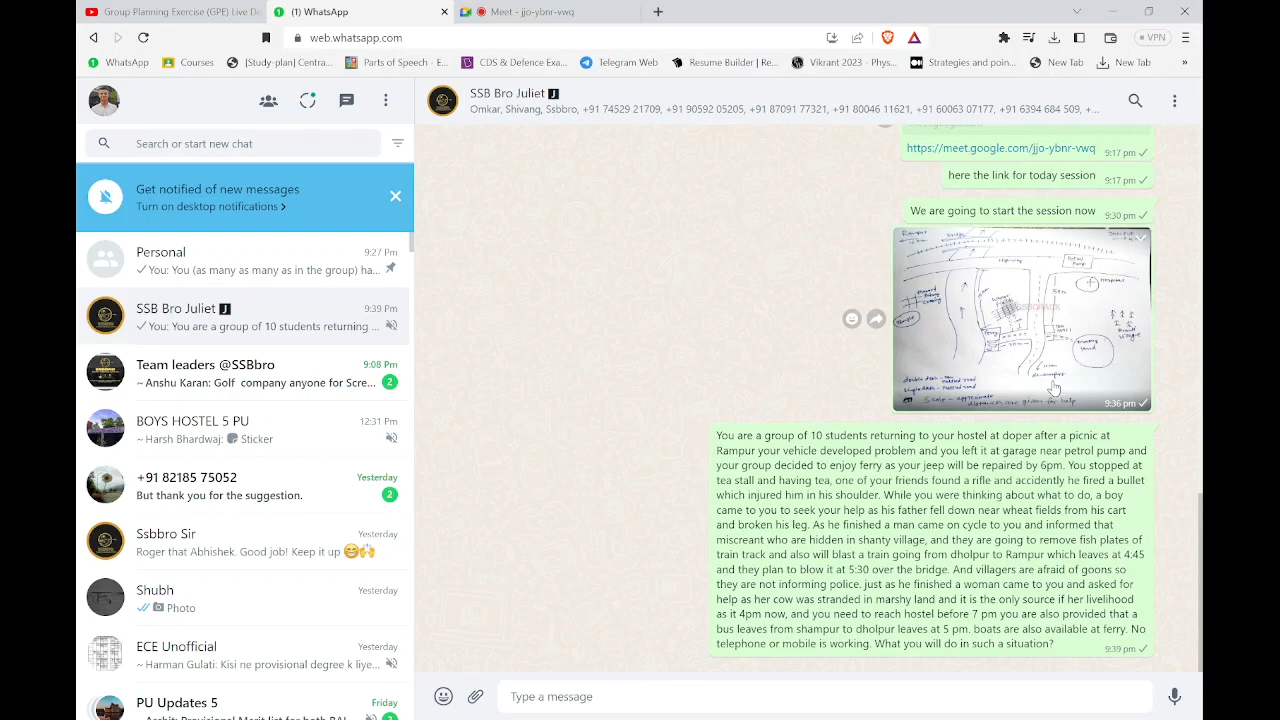 Group Planning Exercise (GPE) Live De
(1) WhatsApp
Meet - jjo-ybnr-vwq
web.whatsapp.com
VPN
WhatsApp
Courses
[Study-plan] Centra...
Parts of Speech - E...
CDS & Defence Exa...
Telegram Web
Resume Builder | Re...
Vikrant 2023 - Phys...
Strategies and poin...
New Tab
New Tab
Search or start new chat
Get notified of new messages
Turn on desktop notifications
Personal
9:27 Pm
You: You (as many as many as in the group) ha...
SSB Bro Juliet J
9:39 Pm
You: You are a group of 10 students returning ...
Team leaders @SSBbro
9:08 Pm
~ Anshu kiran: Golf company anyone for Scre...
2
BOYS HOSTEL 5 PU
12:31 Pm
~ Harsh Bhardwaj: Sticker
+91 82185 75052
Yesterday
But thank you for the suggestion.
2
Ssbbro Sir
Yesterday
Roger that Abhishek. Good job! Keep it up
Shubh
Yesterday
Photo
ECE Unofficial
Yesterday
~ Harman Gulati: Kisi ne provisional degree k liye...
PU Updates 5
Friday
SSB Bro Juliet J
Omkar, Shivang, Ssbbro, +91 74529 21709, +91 90592 05205, +91 87091 77321, +91 80046 11621, +91 60063 07177, +91 6394 684 509, +91 9...
https://meet.google.com/jjo-ybnr-vwq
9:17 pm
here the link for today session
9:17 pm
We are going to start the session now
9:30 pm
Rampur
Highway
Petrol
Hospital
Scale - approximate
distances are given for help
9:36 pm
You are a group of 10 students returning to your hostel at doper after a picnic at
Rampur your vehicle developed problem and you left it at garage near petrol pump and
your group decided to enjoy ferry as your jeep will be repaired by 6pm. You stopped at
tea stall and having tea, one of your friends found a rifle and accidently he fired a bullet
which injured him in his shoulder. While you were thinking about what to do, a boy
came to you to seek your help as his father fell down near wheat fields from his cart
and broken his leg. As he finished a man came on cycle to you and informed that
miscreant who are hidden in shanty village, and they are going to remove fish plates of
train track and also will blast a train going from dholpur to Rampur which leaves at 4:45
and they plan to blow it at 5:30 over the bridge. And villagers are afraid of goons so
they are not informing police. just as he finished a woman came to you and asked for
help as her cow was stranded in marshy land and it is the only source if her livelihood
as it 4pm now, and you need to reach hostel before 7 pm you are also provided that a
bus leaves from shampur to dholpur leaves at 5 pm. boats are also available at ferry. No
telephone or mobile is working. What you will do in such a situation?
9:39 pm
Type a message